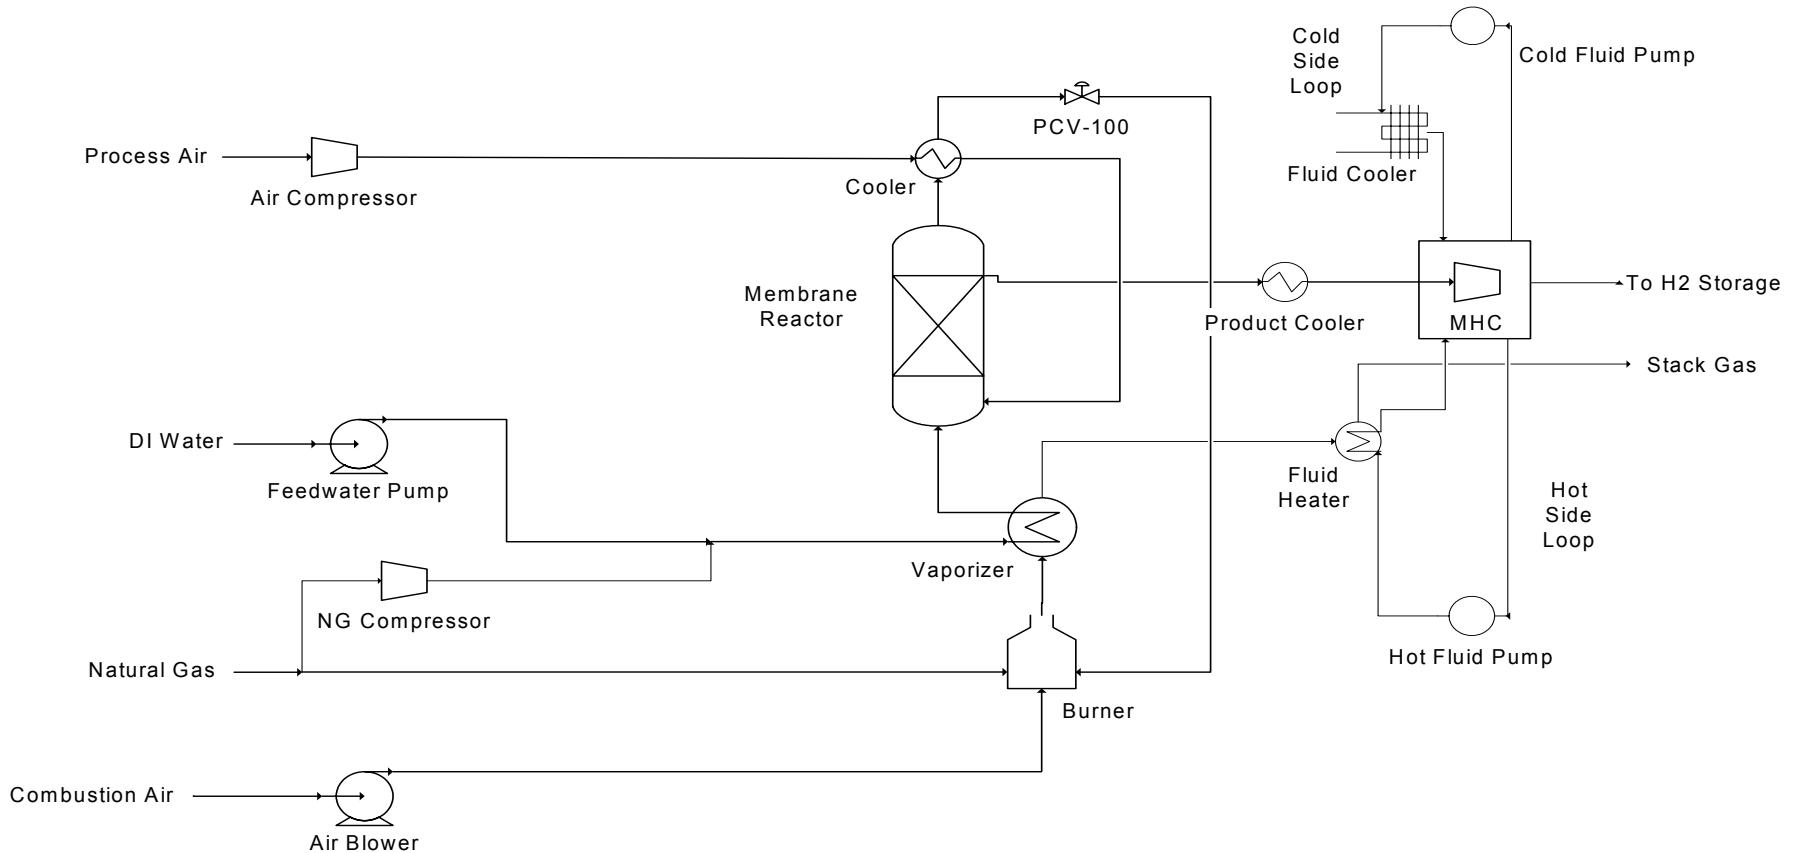 Cold
Side
Loop
Cold Fluid Pump
PCV-100
Process Air
Air Compressor
Cooler
Fluid Cooler
Membrane
Reactor
To H2 Storage
Product Cooler
MHC
Stack Gas
DI Water
Feedwater Pump
Fluid
Heater
Hot
Side
Loop
Vaporizer
NG Compressor
Natural Gas
Hot Fluid Pump
Burner
Combustion Air
Air Blower